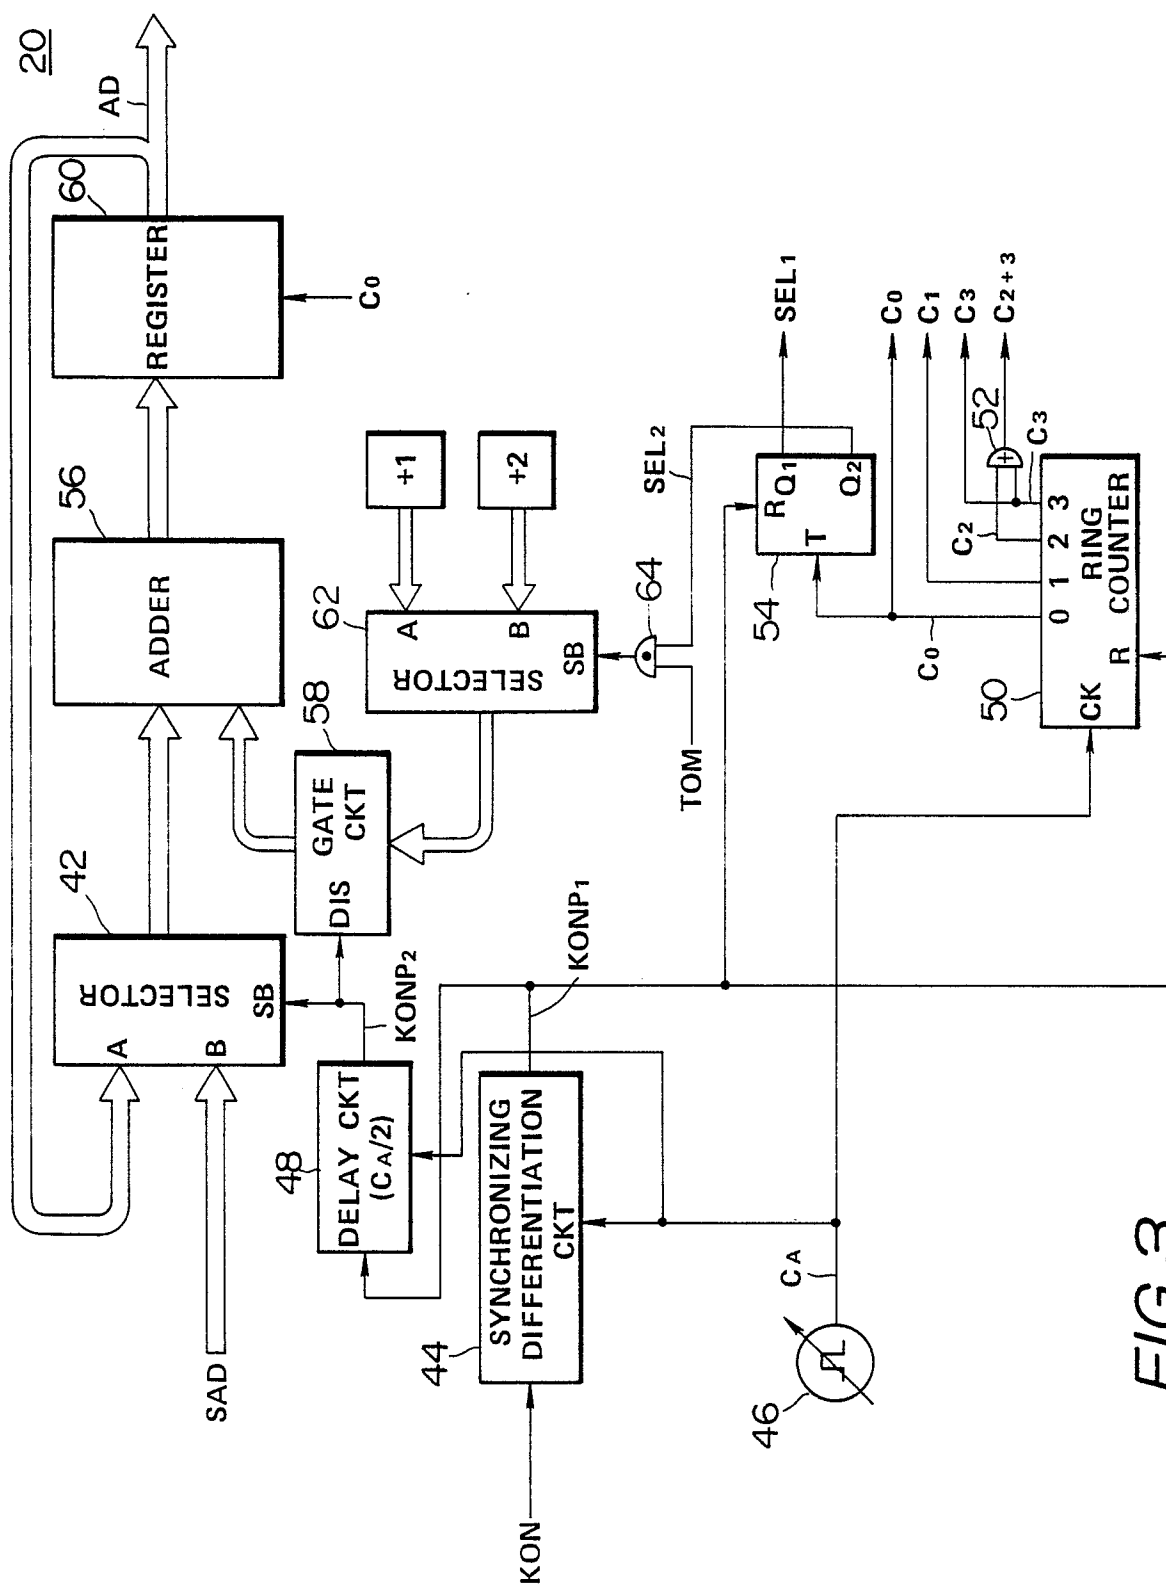 20
AD
60
REGISTER
C0
56
ADDER
42
SELECTOR
A
B
SB
SAD
58
GATE
CKT
DIS
KONP2
62
SELECTOR
A
B
SB
+1
+2
64
TOM
SEL2
48
DELAY CKT
(CA/2)
44
SYNCHRONIZING
DIFFERENTIATION
CKT
KONP1
KON
46
CA
54
R
Q1
T
Q2
SEL1
C0
C1
C3
C2+3
52
C3
C2
C0
50
CK
R
0
1
2
3
RING
COUNTER
FIG.3